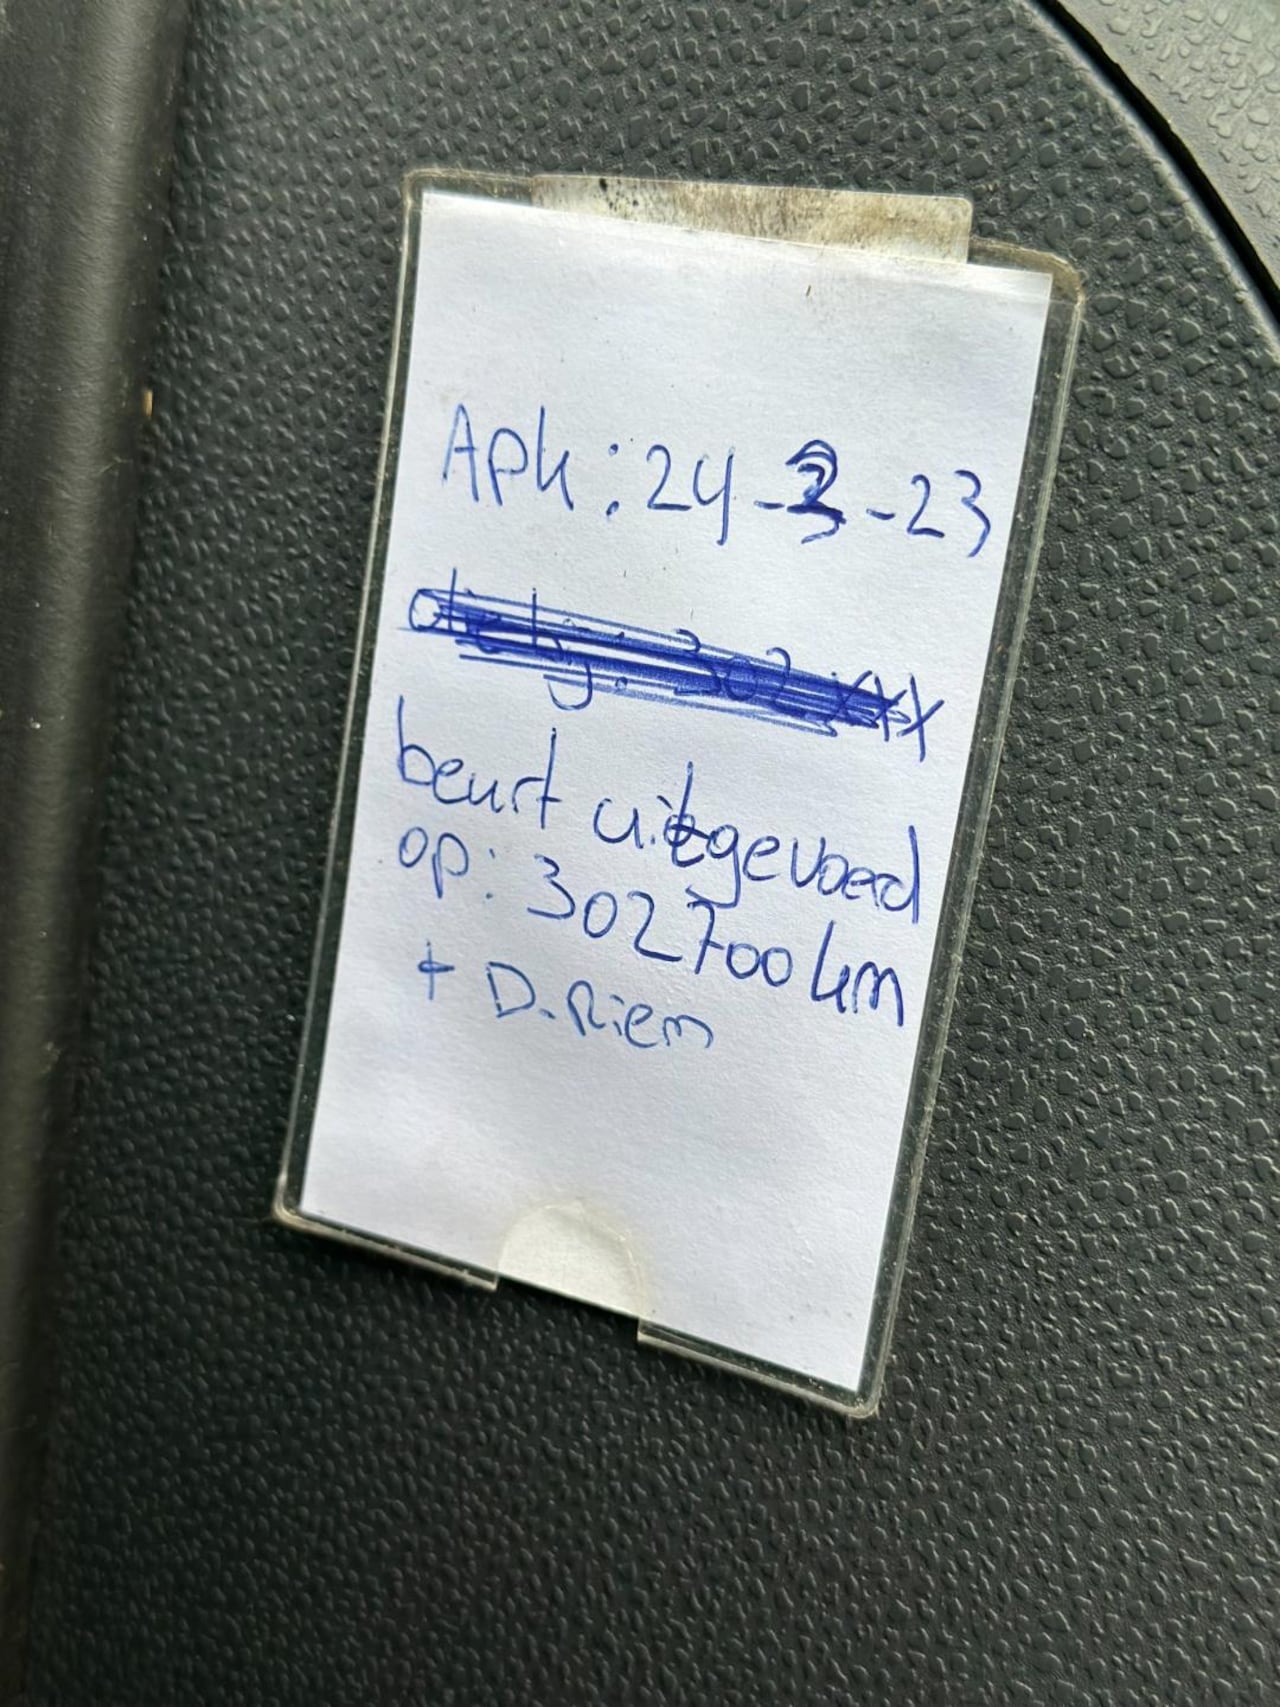 Apk: 24-3-23
beurt uitgevoerd
op: 302700 km
+ D.Riem